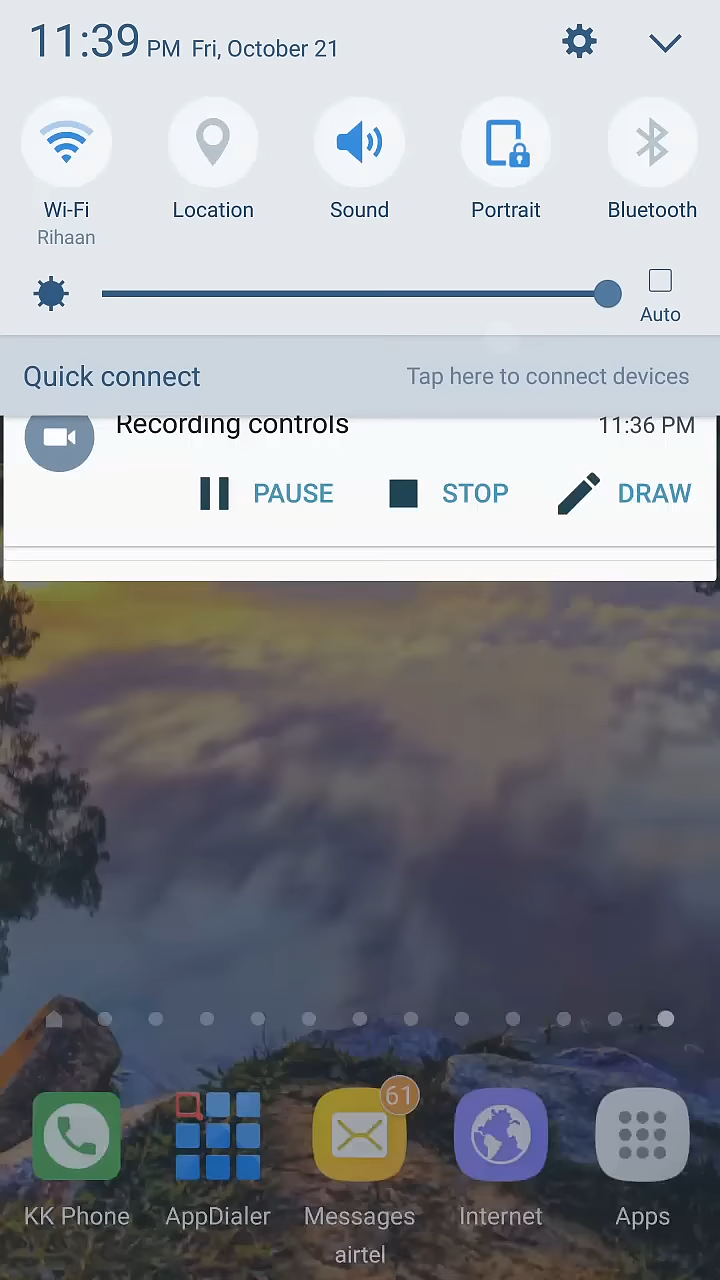 11:39 PM Fri, October 21
Wi-Fi Location Sound Portrait Bluetooth
Rihaan
Auto
Quick connect Tap here to connect devices
Recording controls 11:36 PM
PAUSE STOP DRAW
61
KK Phone AppDialer Messages Internet Apps
airtel